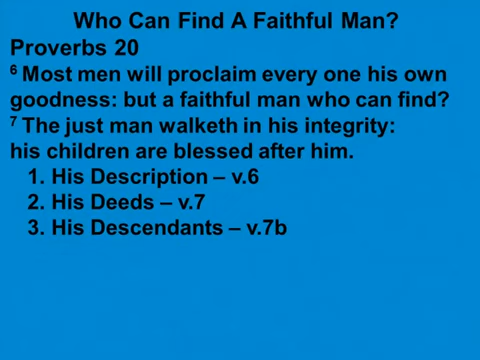 Who Can Find A Faithful Man?
Proverbs 20
6 Most men will proclaim every one his own
goodness: but a faithful man who can find?
7 The just man walketh in his integrity:
his children are blessed after him.
1. His Description – v.6
2. His Deeds – v.7
3. His Descendants – v.7b